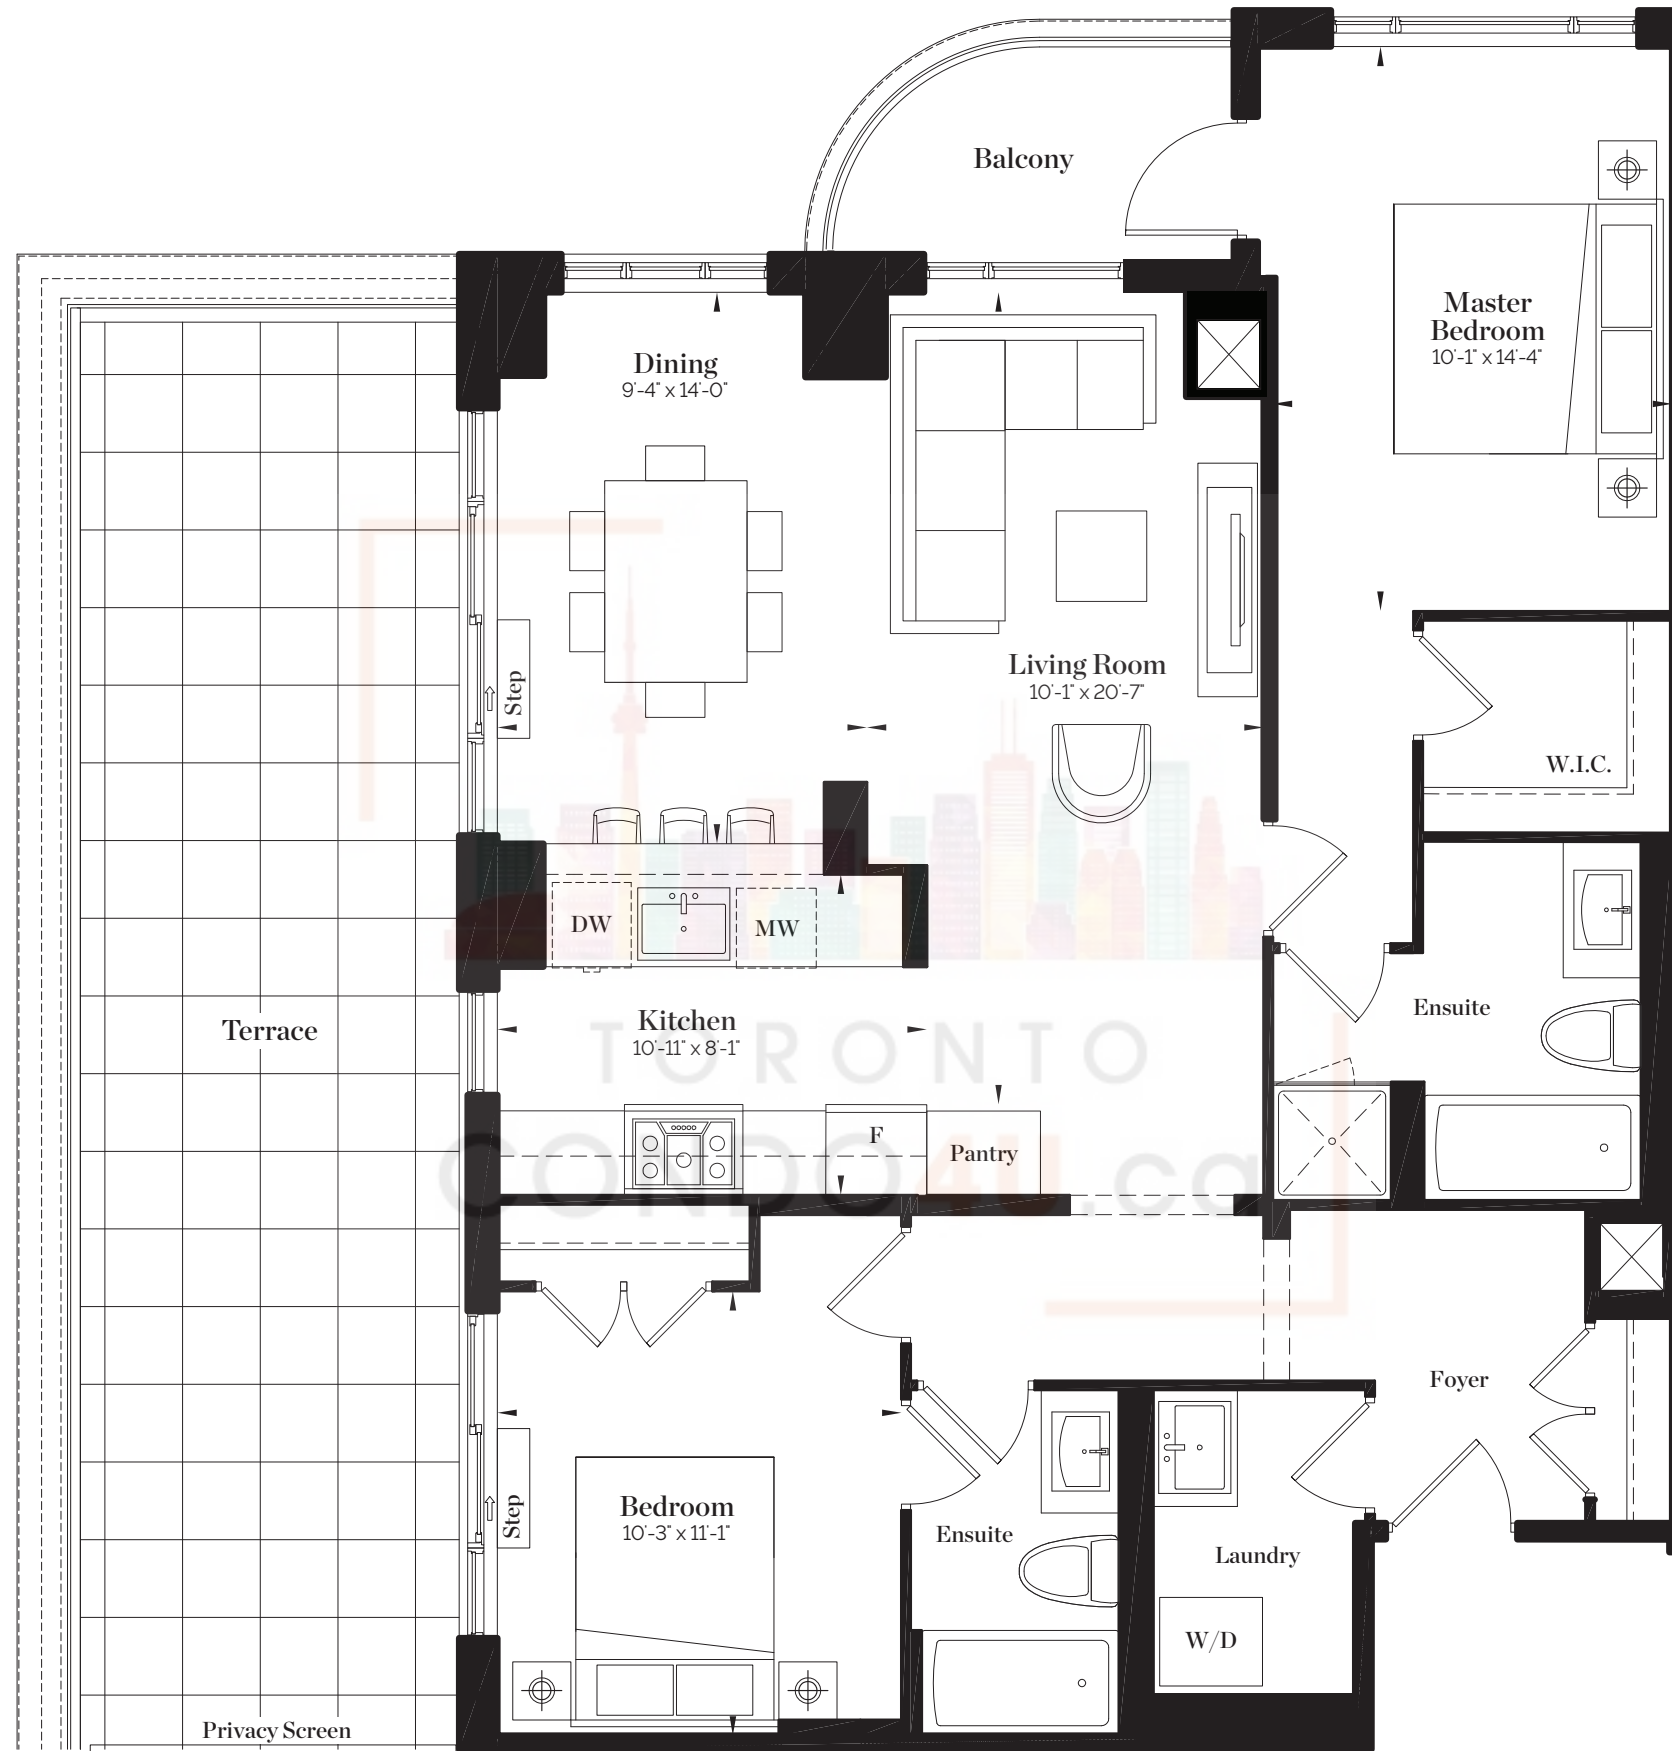 Balcony
Master
Bedroom
10'-1" x 14'-4"
Dining
9'-4" x 14'-0"
Living Room
10'-1" x 20'-7"
Step
W.I.C.
DW
MW
Ensuite
Terrace
Kitchen
10'-11" x 8'-1"
TORONTO
CONDO4U.ca
F
Pantry
Foyer
Bedroom
10'-3" x 11'-1"
Step
Ensuite
Laundry
W/D
Privacy Screen